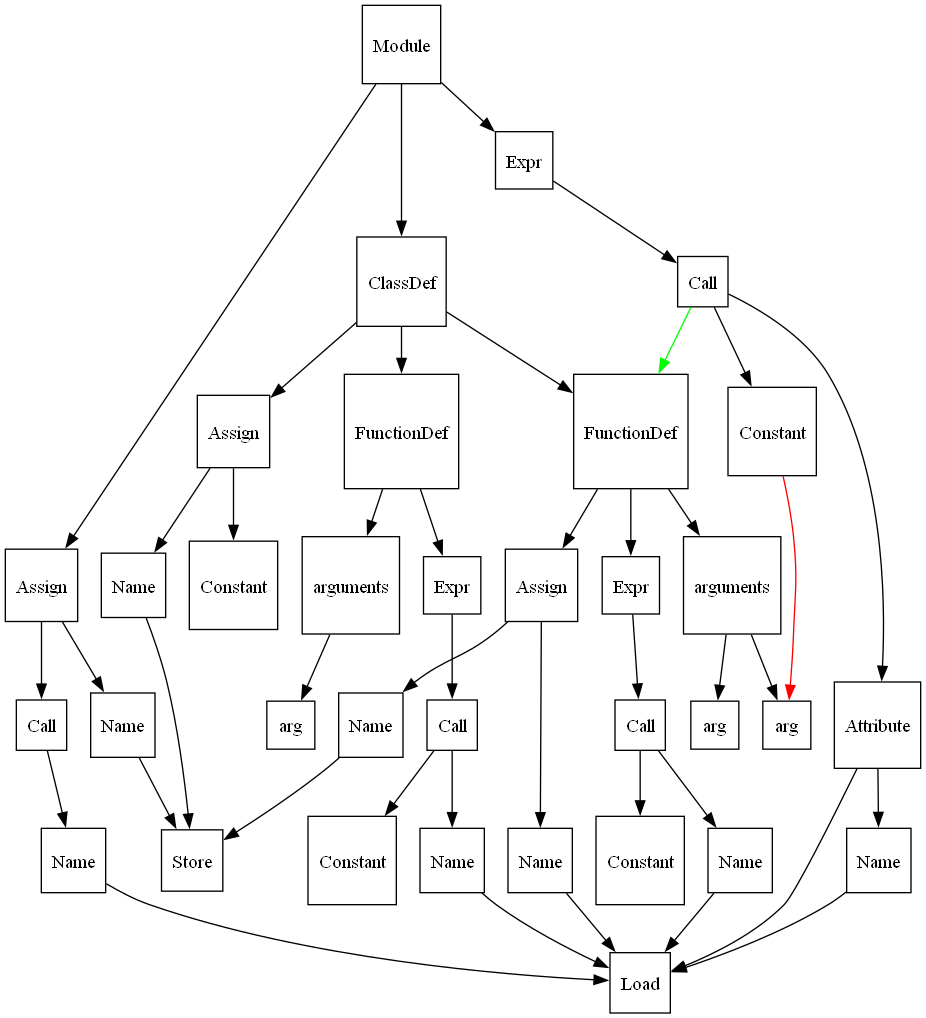 Module
Expr
ClassDef
Call
Assign
FunctionDef
FunctionDef
Constant
Assign
Name
Constant
arguments
Expr
Assign
Expr
arguments
Call
Name
arg
Name
Call
Call
arg
arg
Attribute
Name
Store
Constant
Name
Name
Constant
Name
Name
Load